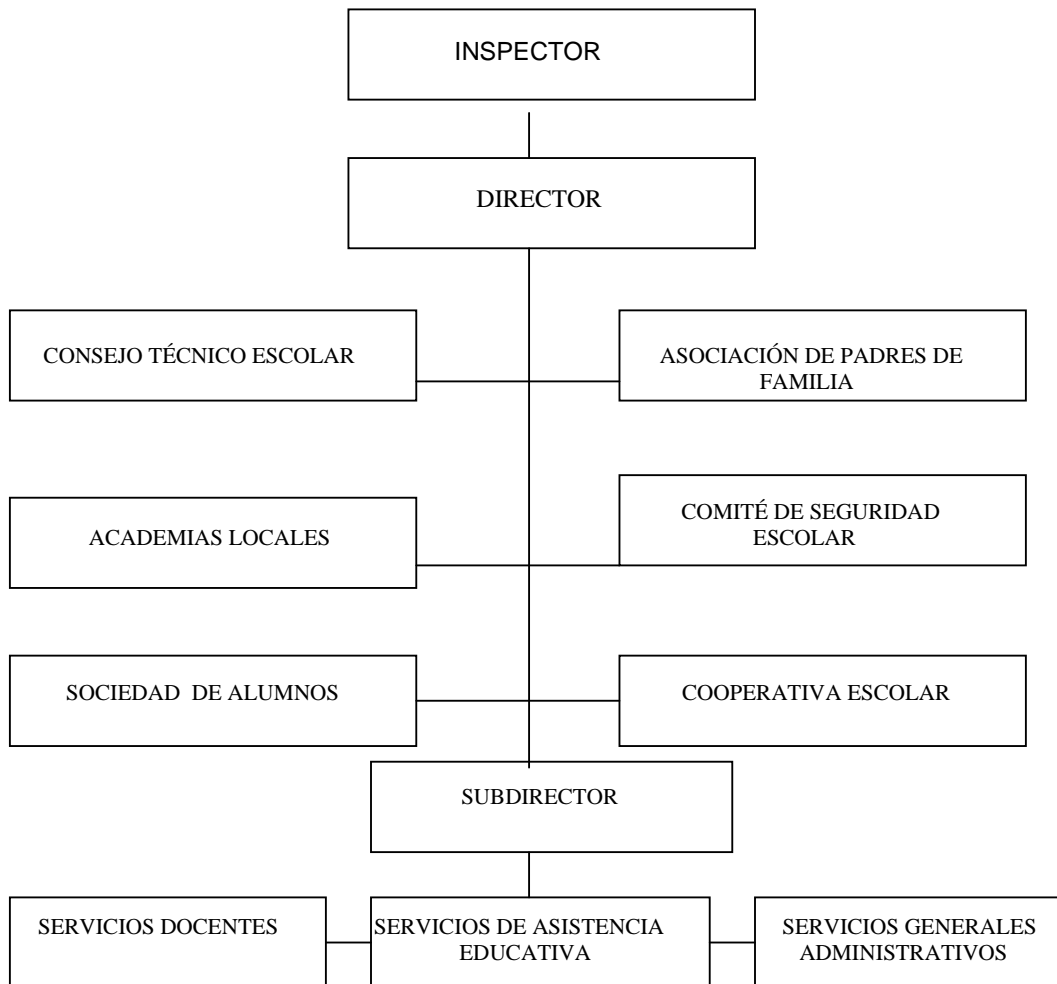 INSPECTOR
DIRECTOR
CONSEJO TÉCNICO ESCOLAR
ASOCIACIÓN DE PADRES DE
FAMILIA
ACADEMIAS LOCALES
COMITÉ DE SEGURIDAD
ESCOLAR
SOCIEDAD DE ALUMNOS
COOPERATIVA ESCOLAR
SUBDIRECTOR
SERVICIOS DOCENTES
SERVICIOS DE ASISTENCIA
EDUCATIVA
SERVICIOS GENERALES
ADMINISTRATIVOS